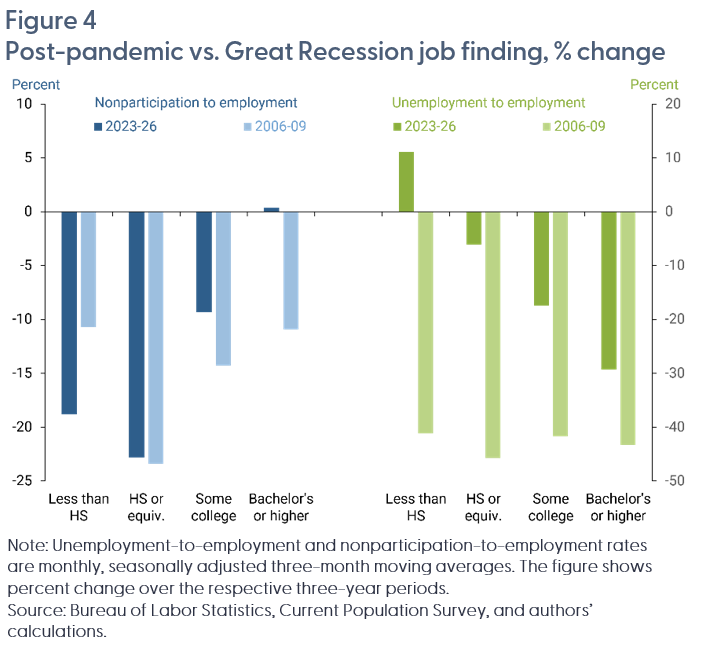 Figure 4
Post-pandemic vs. Great Recession job finding, % change
Percent
Percent
Nonparticipation to employment
2023-26
2006-09
Unemployment to employment
2023-26
2006-09
10
5
0
-5
-10
-15
-20
-25
20
10
0
-10
-20
-30
-40
-50
Less than
HS
HS or
equiv.
Some
college
Bachelor's
or higher
Less than
HS
HS or
equiv.
Some
college
Bachelor's
or higher
Note: Unemployment-to-employment and nonparticipation-to-employment rates
are monthly, seasonally adjusted three-month moving averages. The figure shows
percent change over the respective three-year periods.
Source: Bureau of Labor Statistics, Current Population Survey, and authors’
calculations.